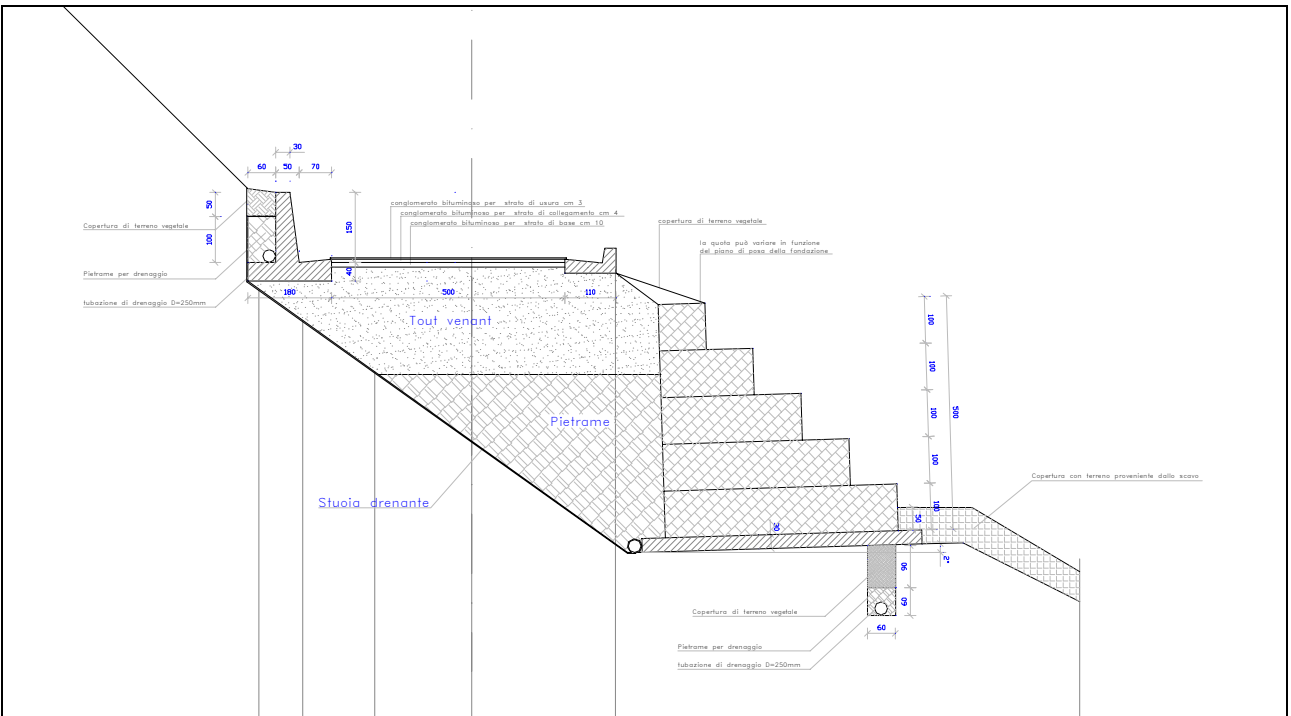 30
60 50 70
50
100
150
40
Copertura di terreno vegetale
Pietrame per drenaggio
tubazione di drenaggio D=250mm
conglomerato bituminoso per strato di usura cm 3
conglomerato bituminoso per strato di collegamento cm 4
conglomerato bituminoso per strato di base cm 10
copertura di terreno vegetale
la quota può variare in funzione
del piano di posa della fondazione
180 500 110
Tout venant
Pietrame
Stuoia drenante
100
100
100
100
100
500
Copertura con terreno proveniente dallo scavo
50
30
2°
90
60
60
Copertura di terreno vegetale
Pietrame per drenaggio
tubazione di drenaggio D=250mm